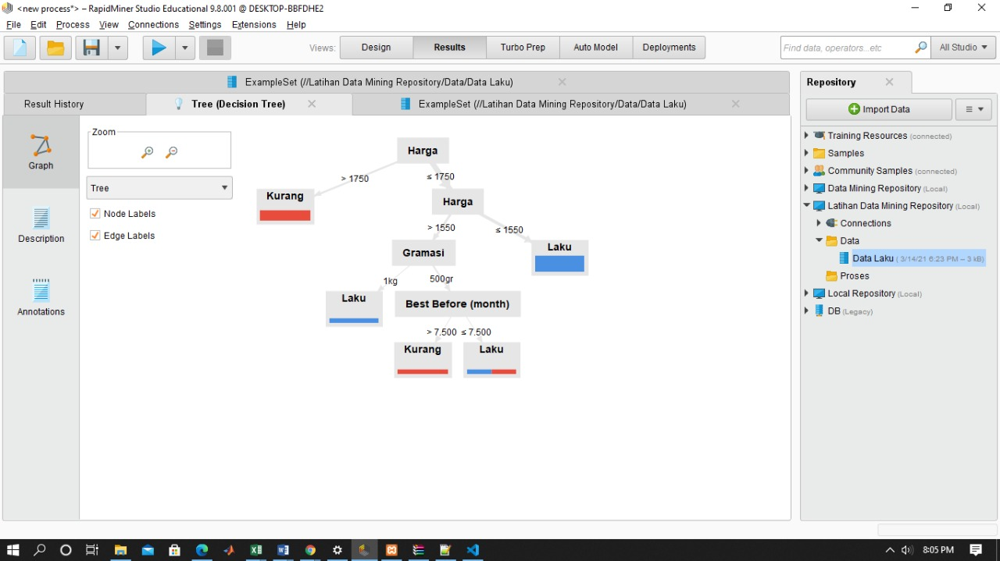 <new process*> – RapidMiner Studio Educational 9.8.001 @ DESKTOP-BBFDHE2
File Edit Process View Connections Settings Extensions Help
Views: Design Results Turbo Prep Auto Model Deployments Find data, operators...etc All Studio
ExampleSet (//Latihan Data Mining Repository/Data/Data Laku)
Result History Tree (Decision Tree) ExampleSet (//Latihan Data Mining Repository/Data/Data Laku)
Graph
Description
Annotations
Zoom
Tree
Node Labels
Edge Labels
Harga
> 1750 ≤ 1750
Kurang Harga
> 1550 ≤ 1550
Gramasi Laku
1kg 500gr
Laku Best Before (month)
> 7.500 ≤ 7.500
Kurang Laku
Repository
Import Data
Training Resources (connected)
Samples
Community Samples (connected)
Data Mining Repository (Local)
Latihan Data Mining Repository (Local)
Connections
Data
Data Laku ( 3/14/21 6:23 PM – 3 kB)
Proses
Local Repository (Local)
DB (Legacy)
8:05 PM